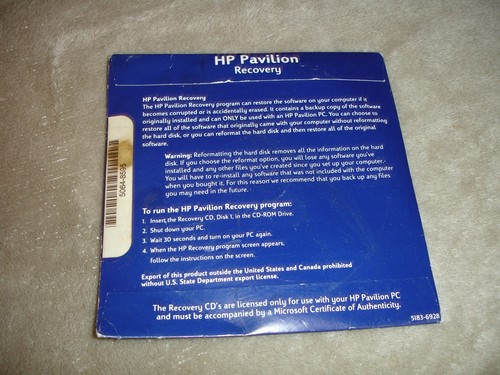 HP Pavilion
Recovery
HP Pavilion Recovery
The HP Pavilion Recovery program can restore the software on your computer if it
becomes corrupted or is accidentally erased. It contains a backup copy of the software
originally installed and can ONLY be used with an HP Pavilion PC. You can choose to
restore all of the software that originally came with your computer without reformatting
the hard disk, or you can reformat the hard disk and then restore all of the original
software.
Warning: Reformatting the hard disk removes all the information on the hard
disk. If you choose the reformat option, you will lose any software you've
installed and any other files you've created since you set up your computer.
You will have to re-install any software that was not included with the computer
when you bought it. For this reason we recommend that you back up any files
you may need in the future.
To run the HP Pavilion Recovery program:
1. Insert the Recovery CD, Disk 1, in the CD-ROM Drive.
2. Shut down your PC.
3. Wait 30 seconds and turn on your PC again.
4. When the HP Recovery program screen appears,
follow the instructions on the screen.
Export of this product outside the United States and Canada prohibited
without U.S. State Department export license.
The Recovery CD's are licensed only for use with your HP Pavilion PC
and must be accompanied by a Microsoft Certificate of Authenticity.
5183-6928
5064-8695